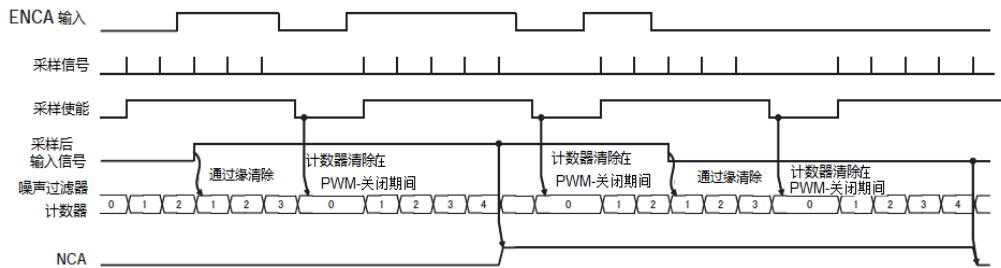 ENCA 输入
采样信号
采样使能
采样后
输入信号
通过缘清除
计数器清除在
PWM-关闭期间
计数器清除在
PWM-关闭期间
通过缘清除
计数器清除在
PWM-关闭期间
噪声过滤器
计数器
0 1 2 1 2 3 0 1 2 3 4 0 1 2 1 2 3 0 1 2 3 4
NCA